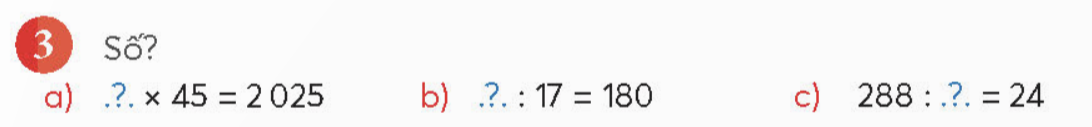 3 Số?
a) .?. × 45 = 2 025 b) .?. : 17 = 180 c) 288 : .?. = 24